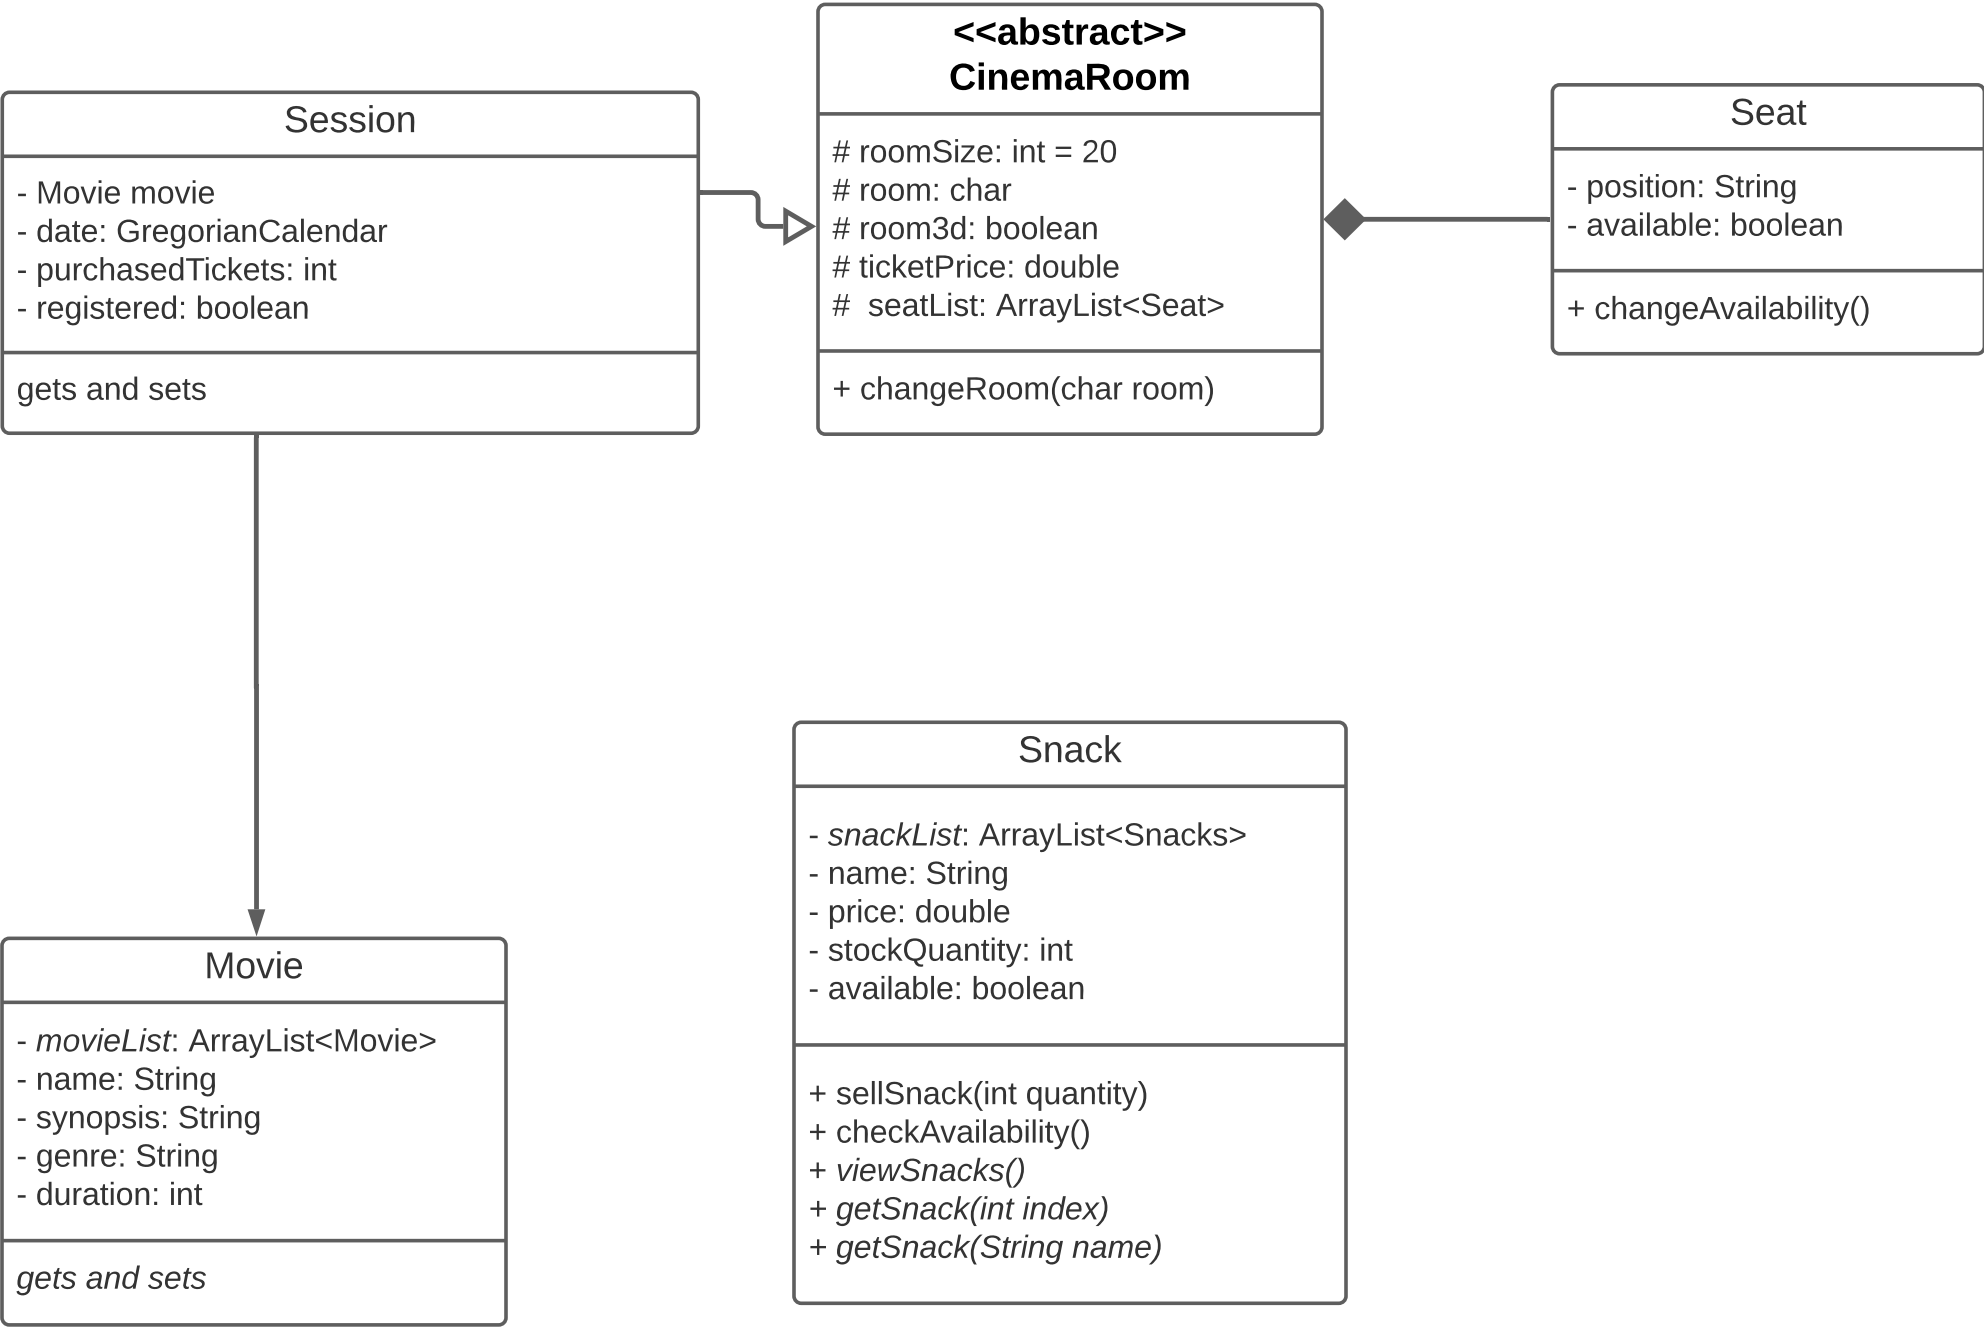 Session
- Movie movie
- date: GregorianCalendar
- purchasedTickets: int
- registered: boolean
gets and sets
<<abstract>>
CinemaRoom
# roomSize: int = 20
# room: char
# room3d: boolean
# ticketPrice: double
#  seatList: ArrayList<Seat>
+ changeRoom(char room)
Seat
- position: String
- available: boolean
+ changeAvailability()
Movie
- movieList: ArrayList<Movie>
- name: String
- synopsis: String
- genre: String
- duration: int
gets and sets
Snack
- snackList: ArrayList<Snacks>
- name: String
- price: double
- stockQuantity: int
- available: boolean
+ sellSnack(int quantity)
+ checkAvailability()
+ viewSnacks()
+ getSnack(int index)
+ getSnack(String name)